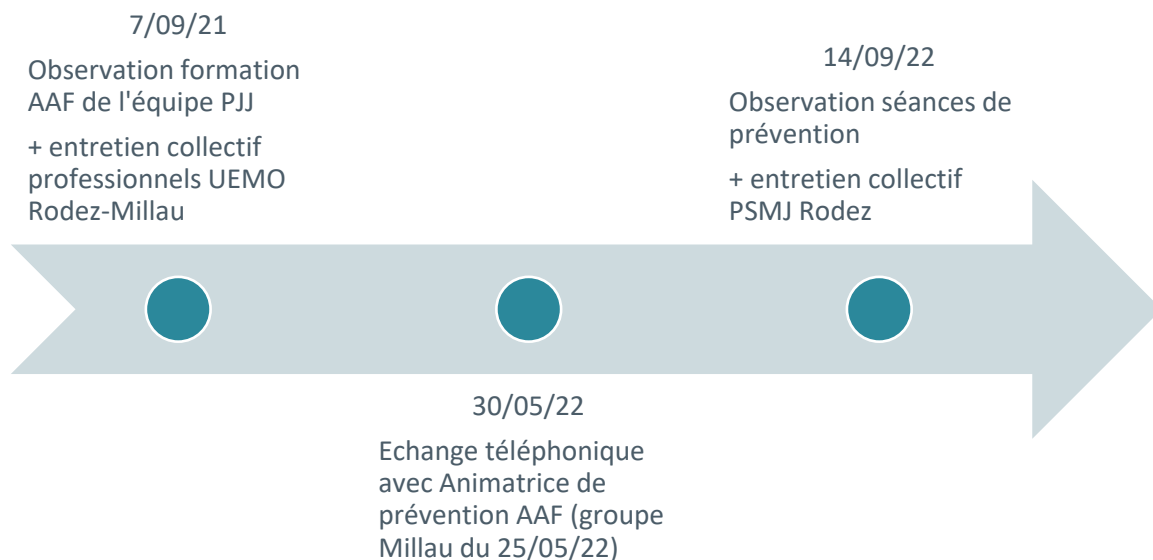 7/09/21
Observation formation
AAF de l'équipe PJJ
+ entretien collectif
professionnels UEMO
Rodez-Millau
30/05/22
Echange téléphonique
avec Animatrice de
prévention AAF (groupe
Millau du 25/05/22)
14/09/22
Observation séances de
prévention
+ entretien collectif
PSMJ Rodez